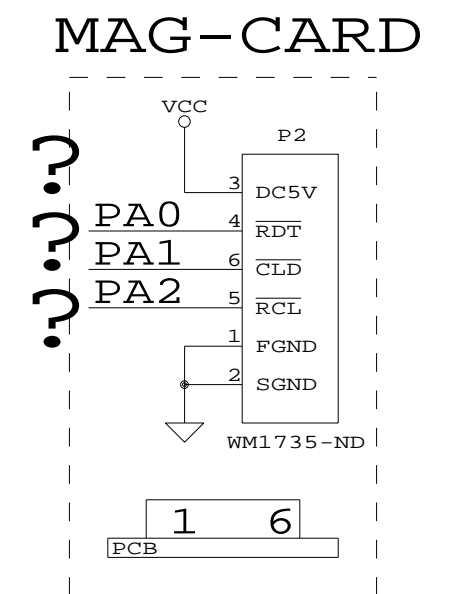 MAG-CARD
VCC
P2
?
3 DC5V
PA0 4 RDT
?
PA1 6 CLD
PA2 5 RCL
?
1 FGND
2 SGND
WM1735-ND
1 6
PCB